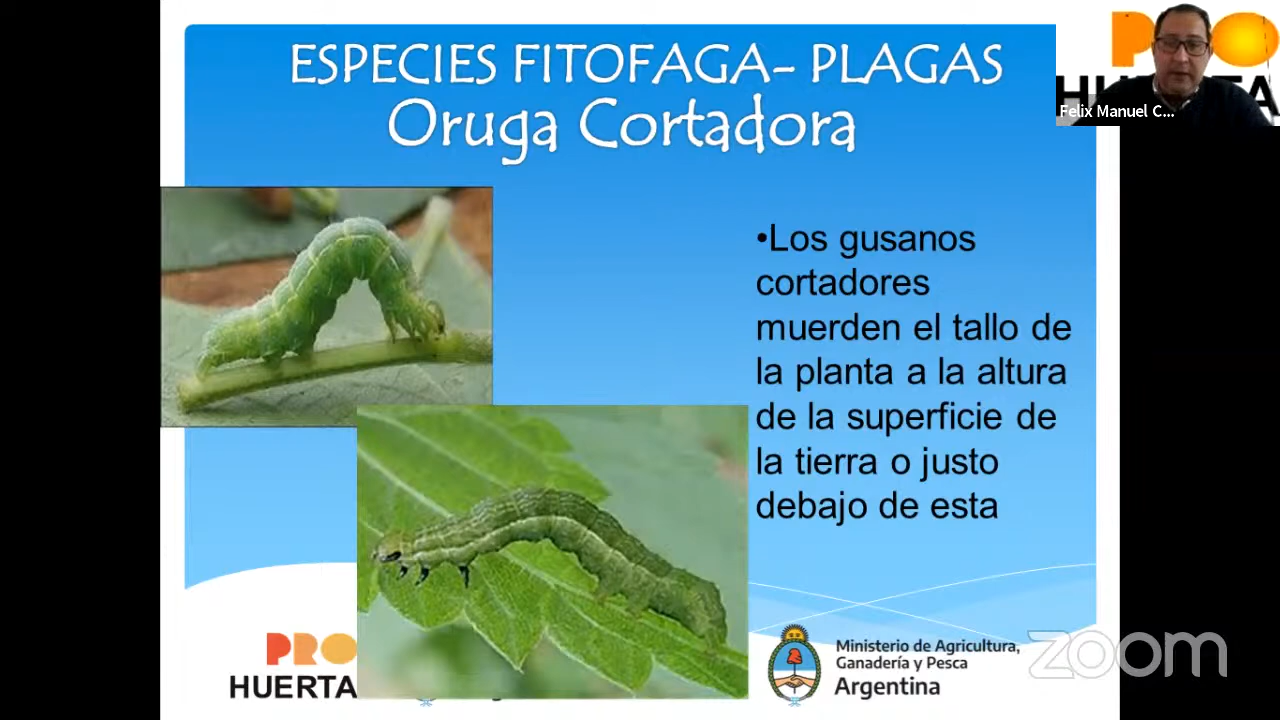 ESPECIES FITOFAGA- PLAGAS
Oruga Cortadora
PRO
HUERTA
Felix Manuel C...
•Los gusanos
cortadores
muerden el tallo de
la planta a la altura
de la superficie de
la tierra o justo
debajo de esta
PRO
HUERTA
Ministerio de Agricultura,
Ganadería y Pesca
Argentina
zoom